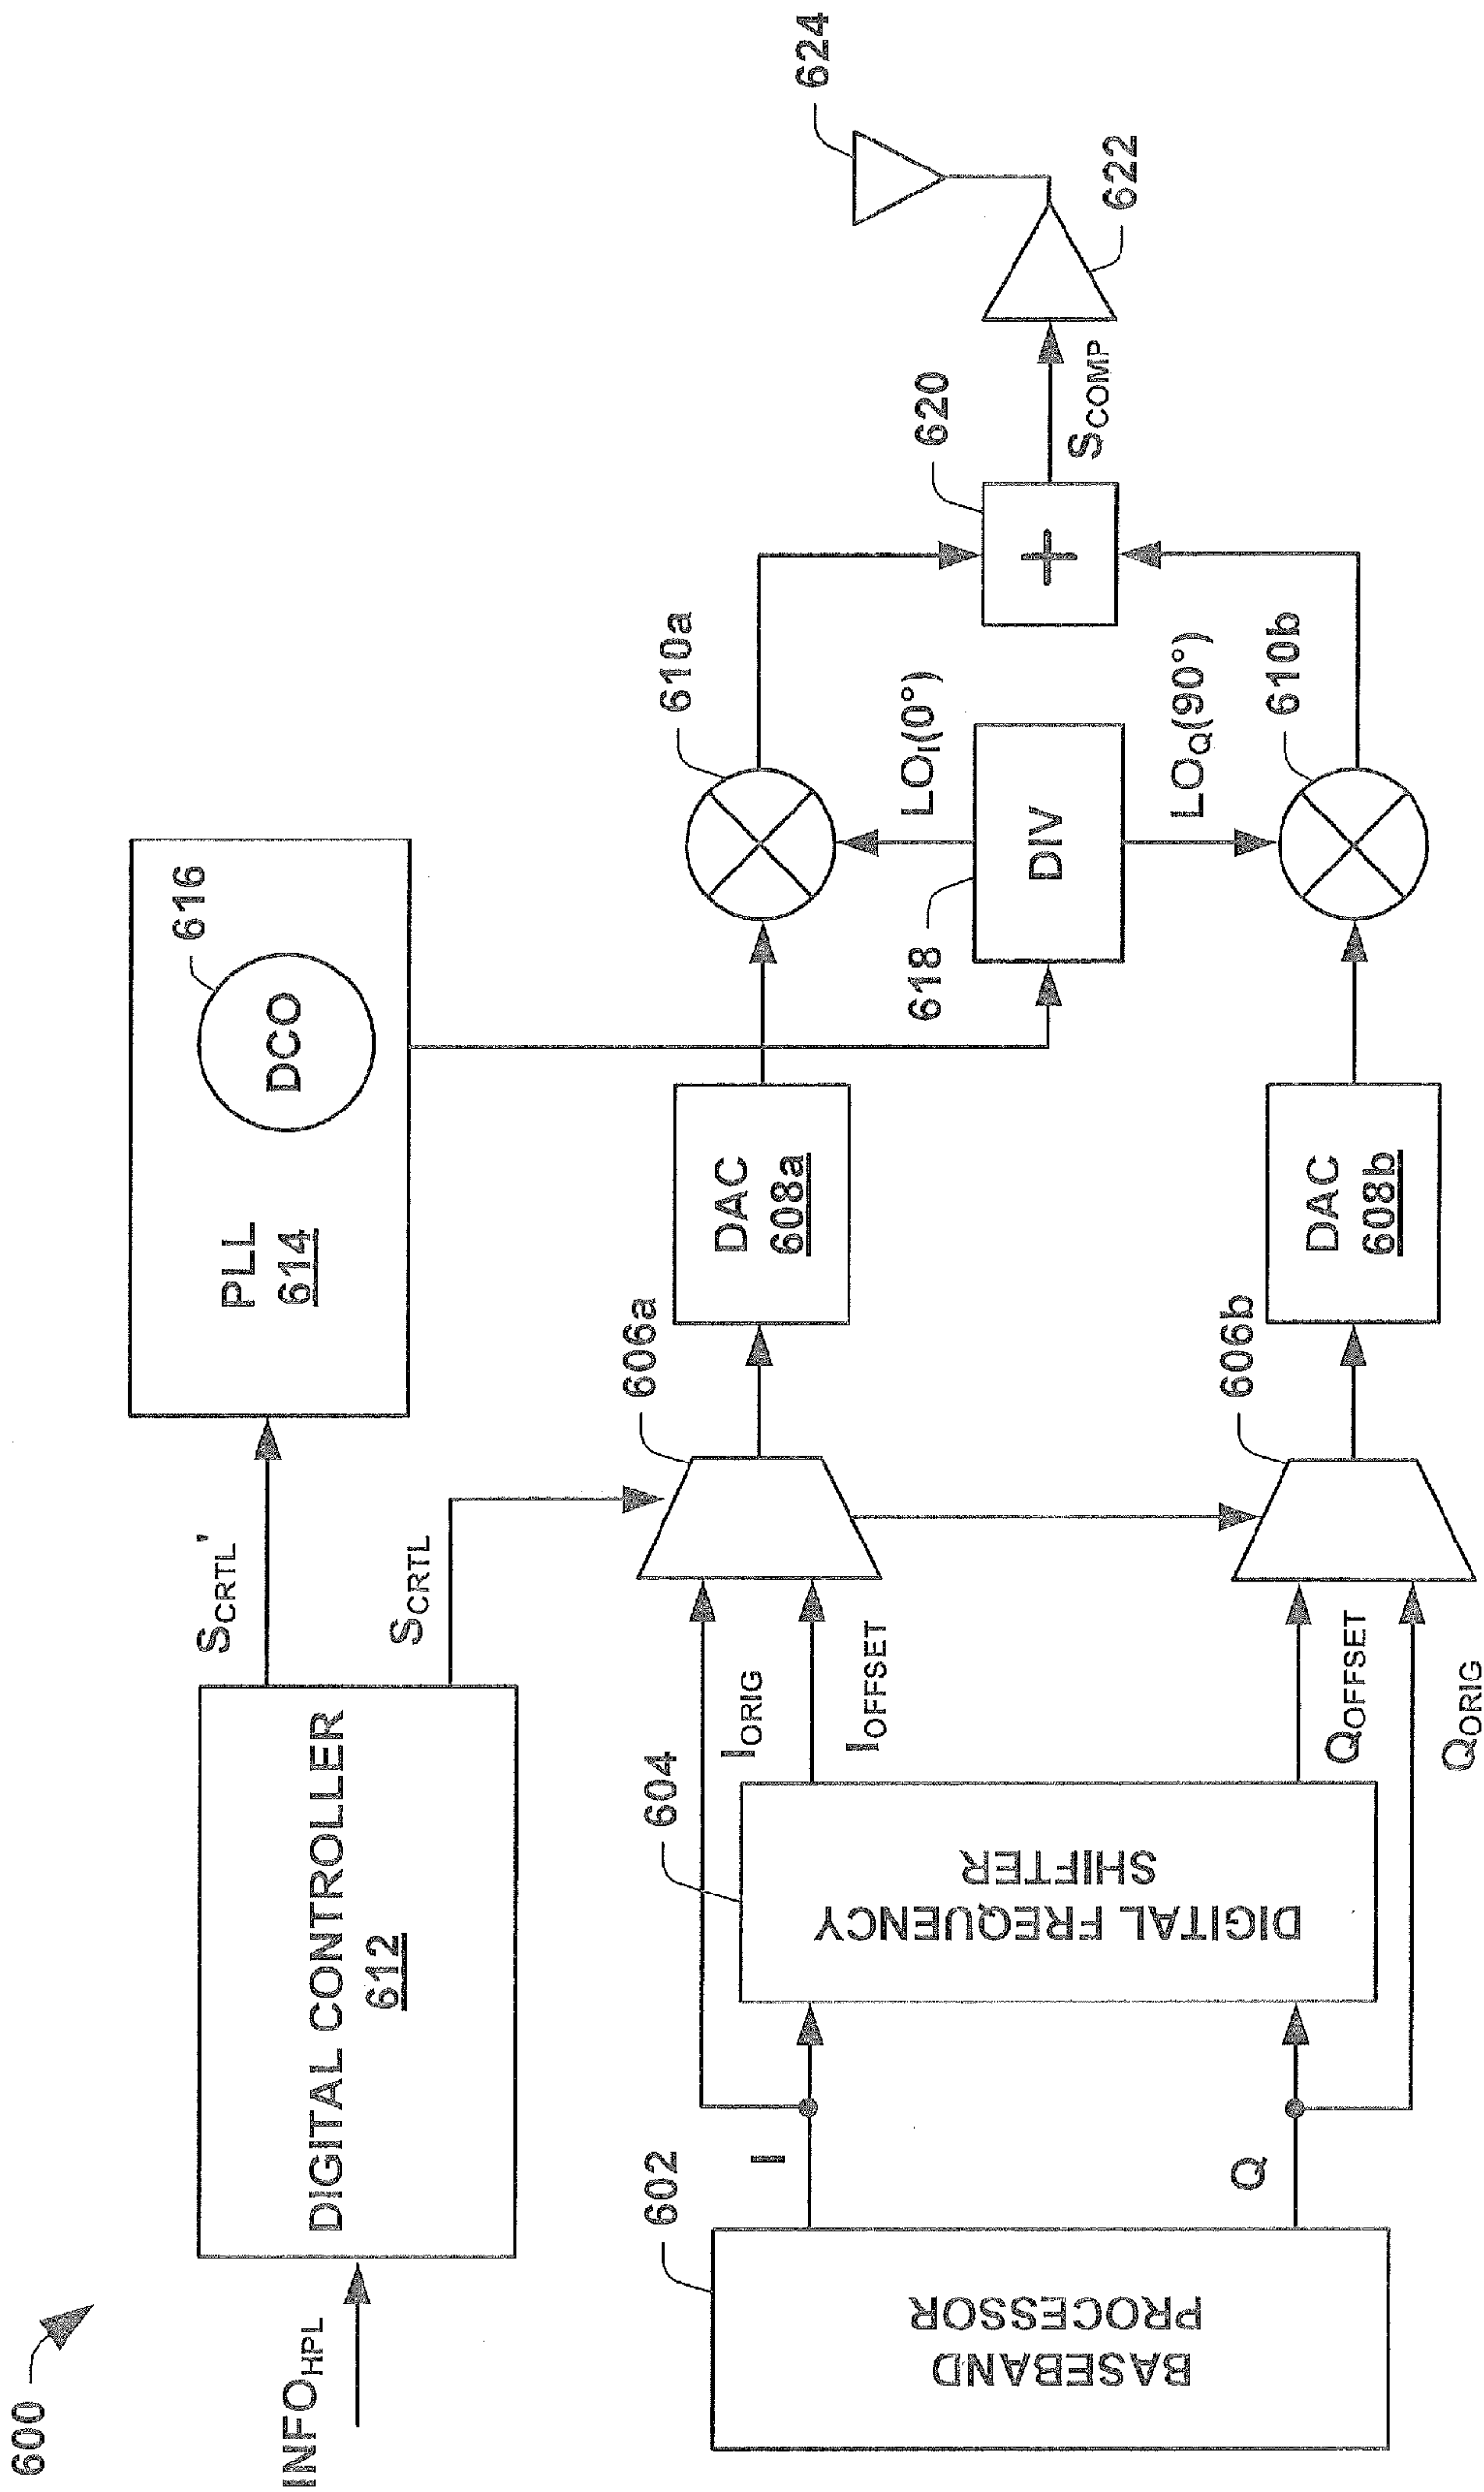 600
INFO_HPL
DIGITAL CONTROLLER
612
S_CRTL'
S_CRTL
PLL
614
DCO
616
602
BASEBAND
PROCESSOR
I
Q
604
DIGITAL FREQUENCY
SHIFTER
I_ORIG
I_OFFSET
Q_OFFSET
Q_ORIG
606a
606b
DAC
608a
DAC
608b
610a
LO_I(0°)
618
DIV
LO_Q(90°)
610b
620
+
S_COMP
622
624